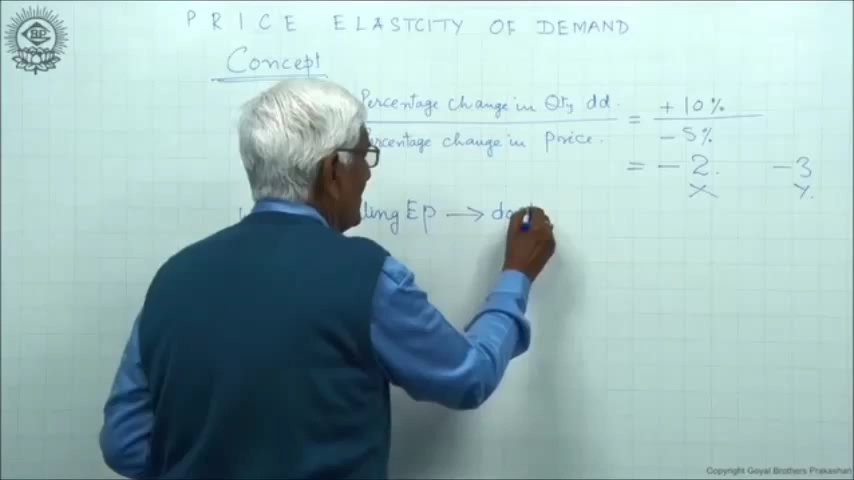 PRICE ELASTCITY OF DEMAND
Concept
Percentage change in Qty dd. = +10%
Percentage change in price. -5%
= -2. -3
X Y.
ling Ep → do
Copyright Goyal Brothers Prakashan